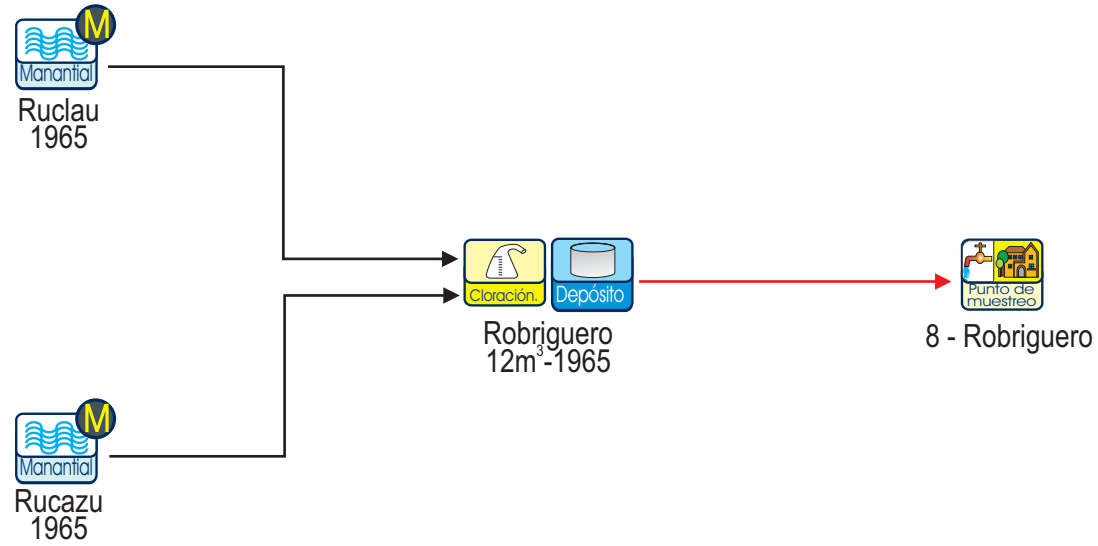 M
Manantial
Ruclau
1965
Cloración.
Depósito
Robriguero
12m³-1965
Punto de
muestreo
8 - Robriguero
M
Manantial
Rucazu
1965